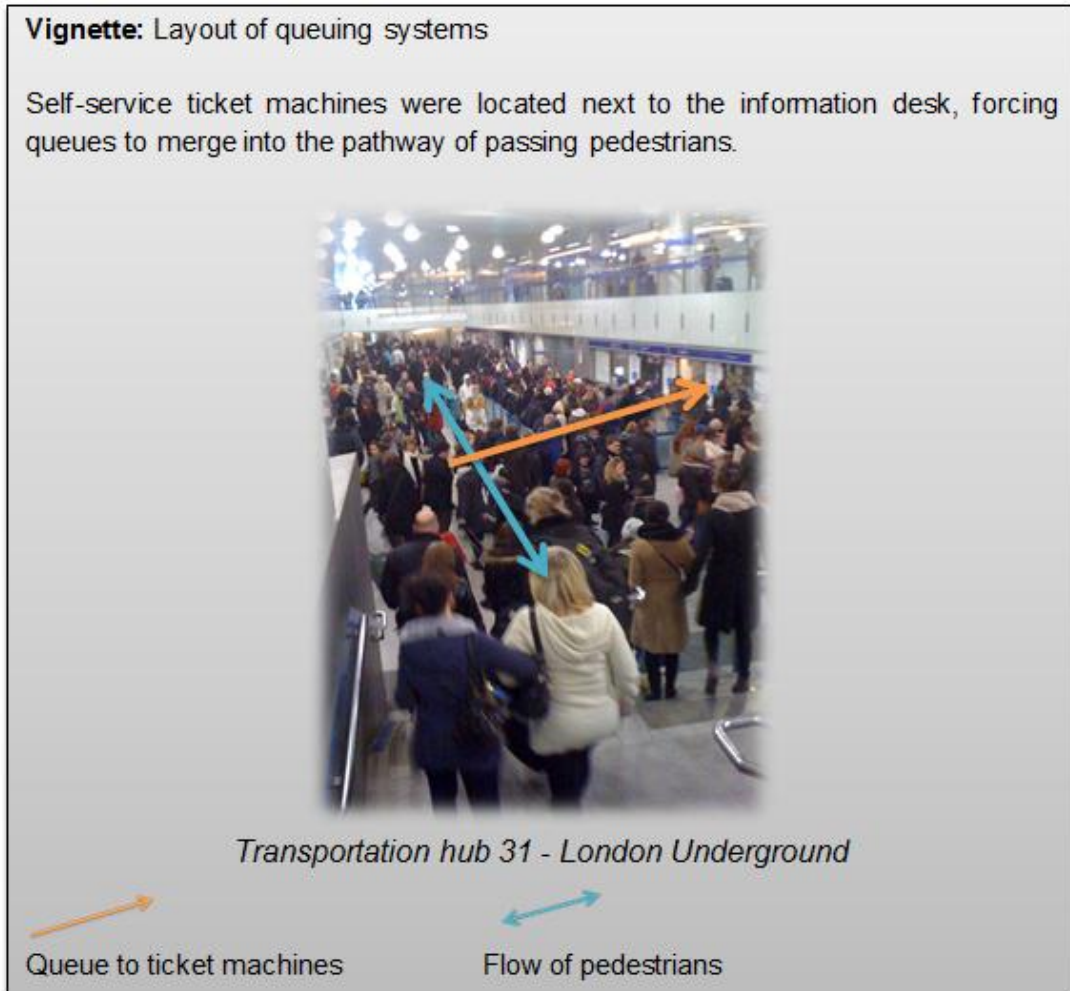 Vignette: Layout of queuing systems
Self-service ticket machines were located next to the information desk, forcing
queues to merge into the pathway of passing pedestrians.
Transportation hub 31 - London Underground
Queue to ticket machines
Flow of pedestrians